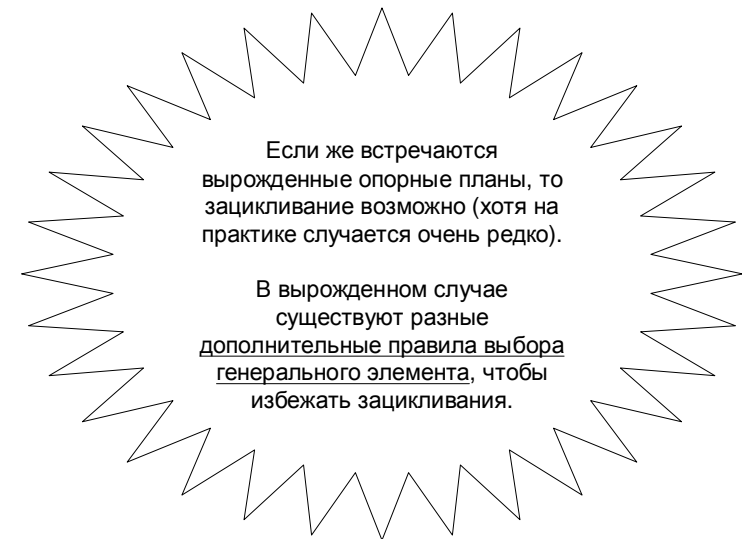 Если же встречаются
вырожденные опорные планы, то
зацикливание возможно (хотя на
практике случается очень редко).
В вырожденном случае
существуют разные
дополнительные правила выбора
генерального элемента, чтобы
избежать зацикливания.